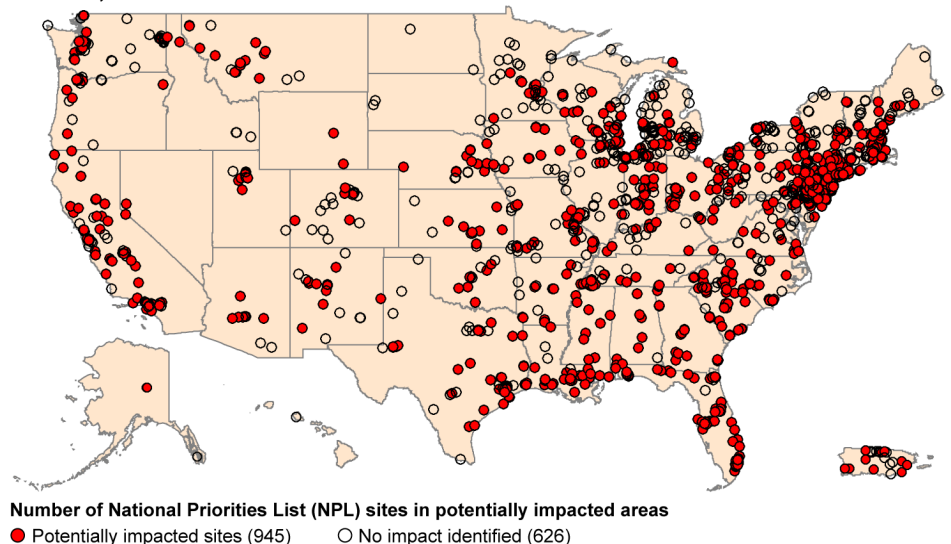 Number of National Priorities List (NPL) sites in potentially impacted areas
Potentially impacted sites (945) No impact identified (626)